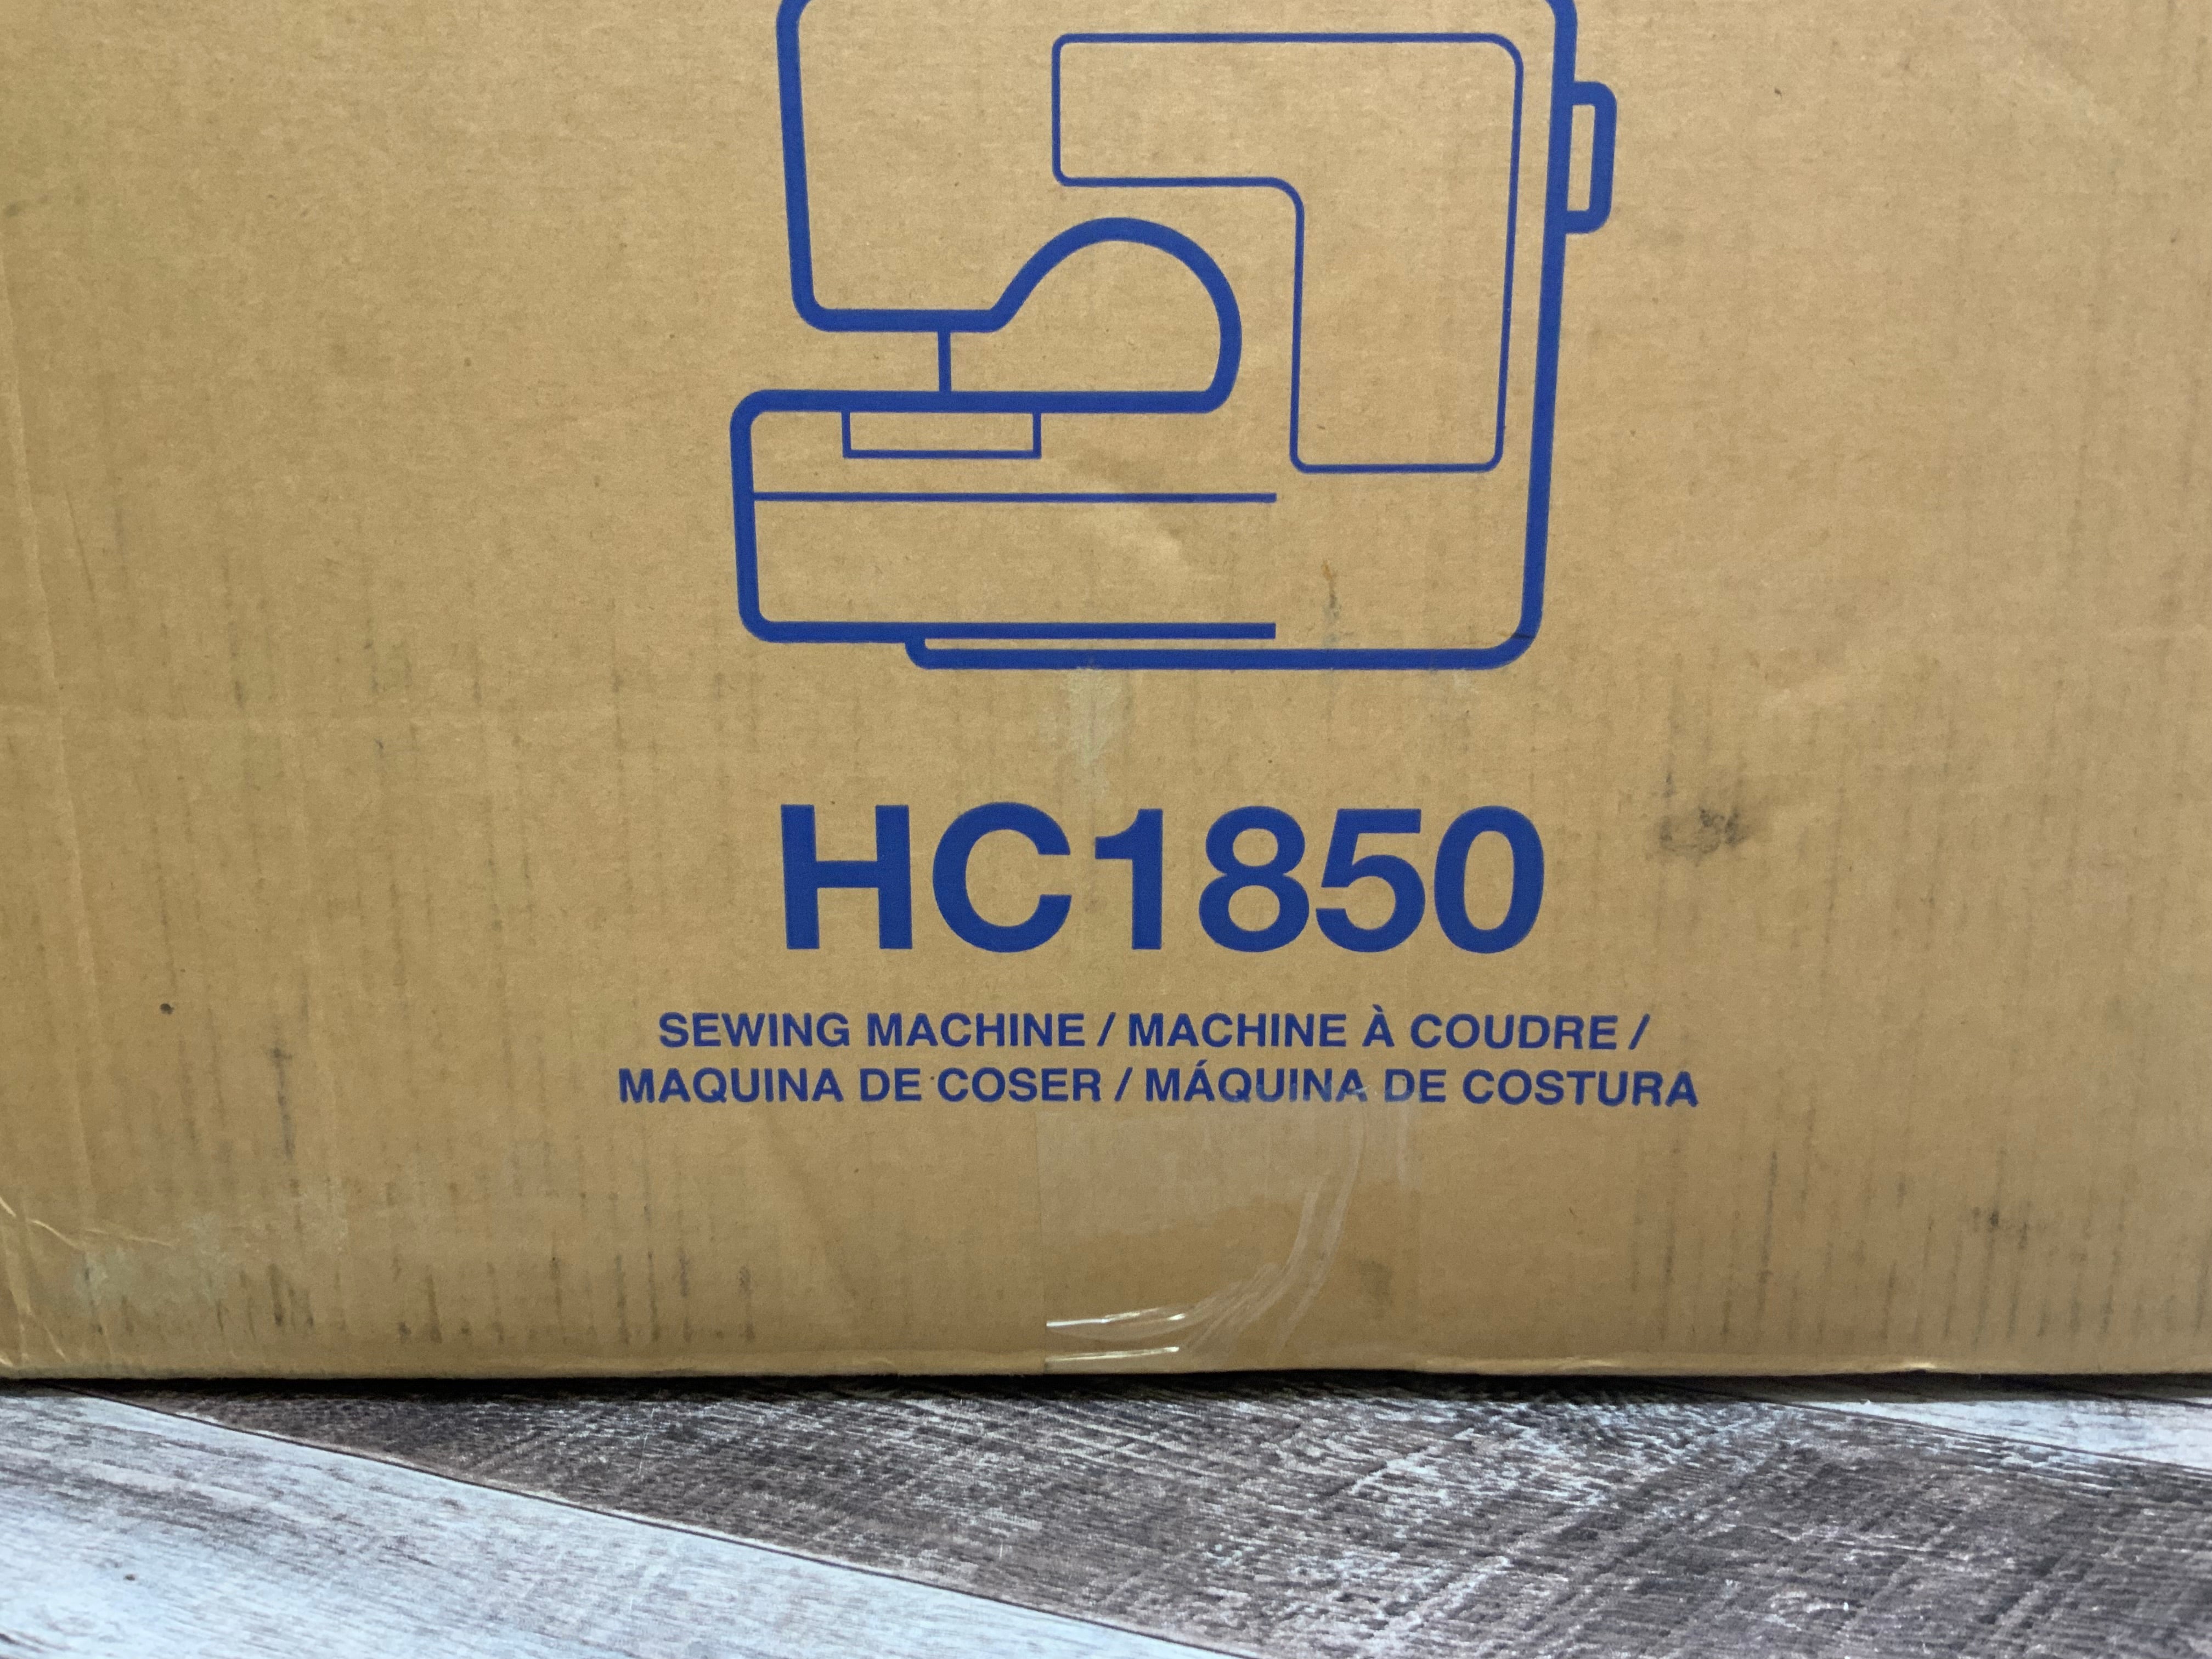 HC1850
SEWING MACHINE / MACHINE À COUDRE /
MAQUINA DE COSER / MÁQUINA DE COSTURA